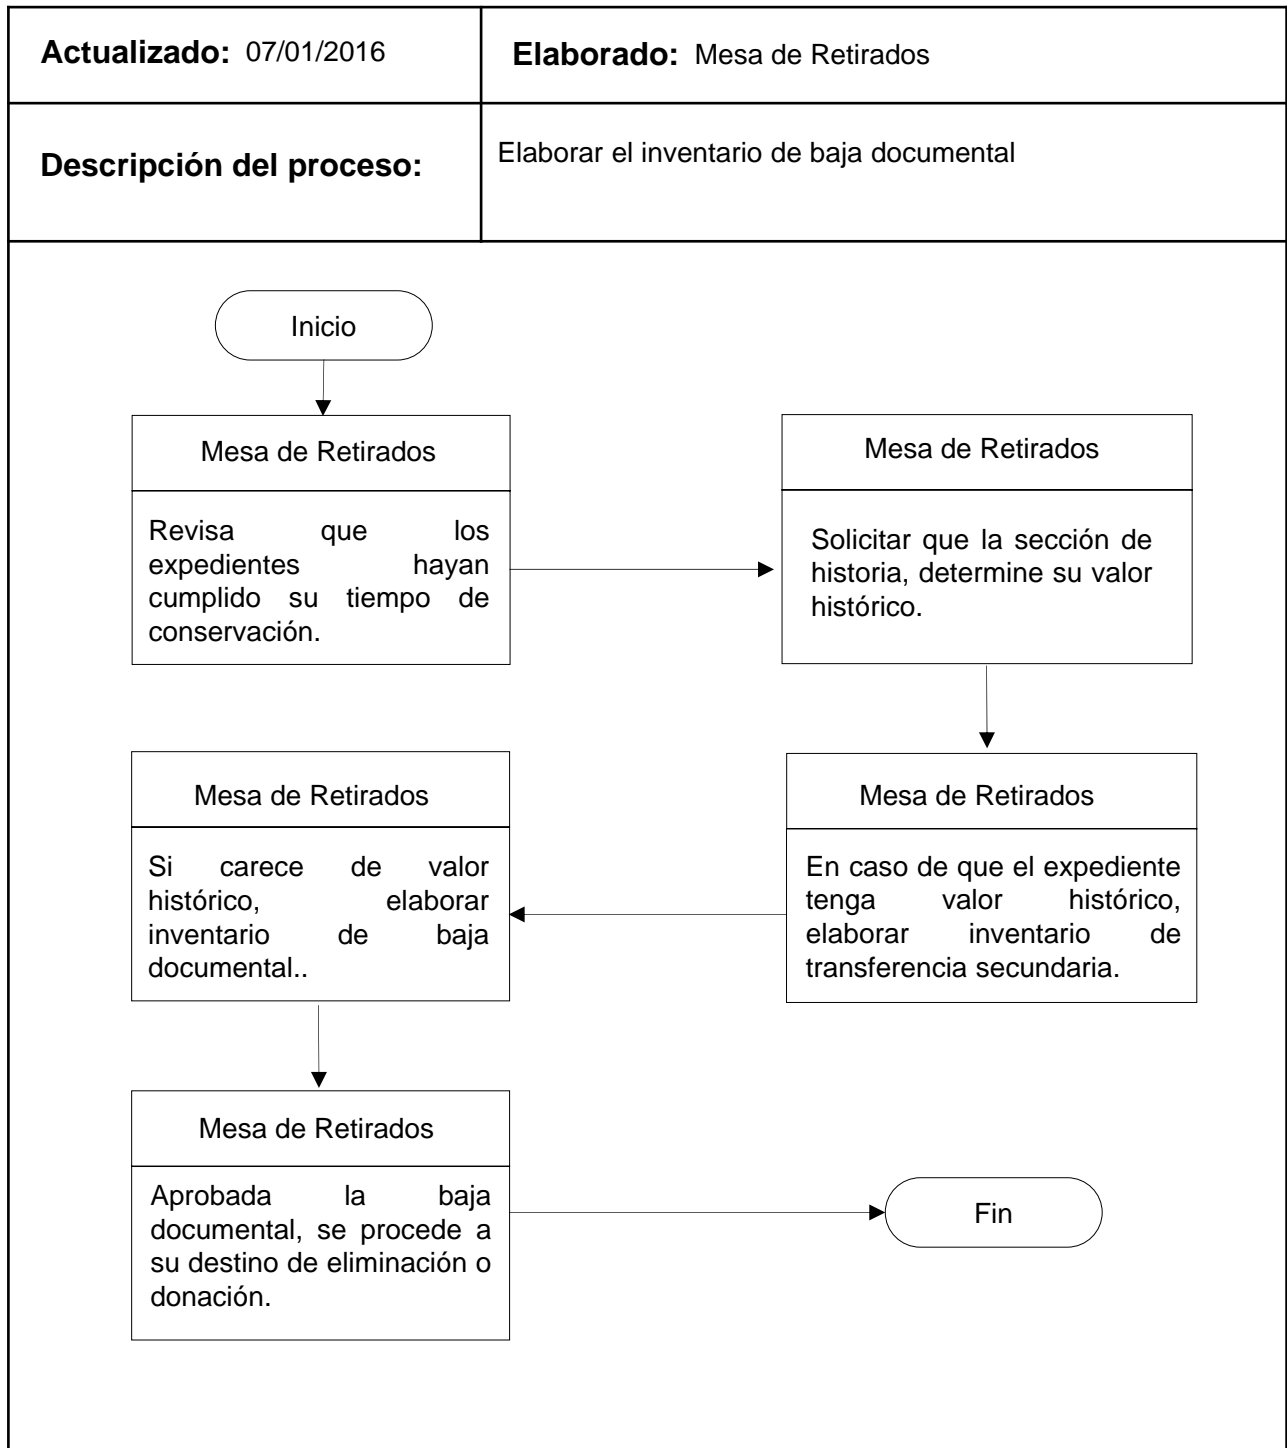 Actualizado: 07/01/2016
Elaborado: Mesa de Retirados
Descripción del proceso:
Elaborar el inventario de baja documental
Inicio
Mesa de Retirados
Revisa que los
expedientes hayan
cumplido su tiempo de
conservación.
Mesa de Retirados
Solicitar que la sección de
historia, determine su valor
histórico.
Mesa de Retirados
En caso de que el expediente
tenga valor histórico,
elaborar inventario de
transferencia secundaria.
Mesa de Retirados
Si carece de valor
histórico, elaborar
inventario de baja
documental..
Mesa de Retirados
Aprobada la baja
documental, se procede a
su destino de eliminación o
donación.
Fin